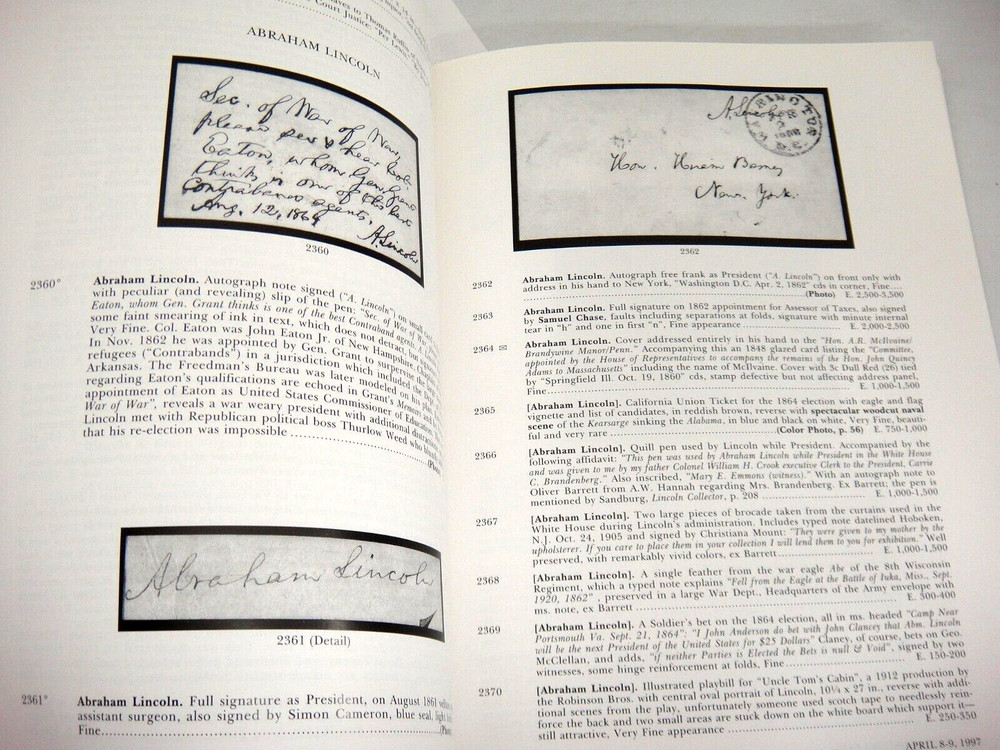 aver to Thomas
Court Justice" "Per
ABRAHAM LINCOLN
Sec. of War of War,
please see & hear Col.
Eaton, whom Gen. Grant
thinks is one of his best
contraband agents.
Aug. 12, 1864
A. Lincoln
2360
2360°
Abraham Lincoln. Autograph note signed ("A. Lincoln") on small
with peculiar (and revealing) slip of the pen: "Sec. of War of War
Eaton, whom Gen. Grant thinks is one of the best Contraband agent
some faint smearing of ink in text, which does not detract, but
Very Fine. Col. Eaton was John Eaton Jr. of New Hampshire
In Nov. 1862 he was appointed by Gen. Grant to supervise the
refugees ("Contrabands") in a jurisdiction which included
Arkansas. The Freedman's Bureau was later modeled on
regarding Eaton's qualifications are echoed in Grant's Memoirs
appointment of Eaton as United States Commissioner of Education
War of War", reveals a war weary president with additional
Lincoln met with Republican political boss Thurlow Weed who
that his re-election was impossible
Abraham Lincoln
2361 (Detail)
2361°
Abraham Lincoln. Full signature as President, on August 1861
assistant surgeon, also signed by Simon Cameron, blue seal, light
Fine
A. Lincoln
WASHINGTON
Hon. Hiram Barney
New York.
2362
2362
Abraham Lincoln. Autograph free frank as President ("A. Lincoln") on front only with
address in his hand to New York, "Washington D.C. Apr. 2, 1862" cds in corner, Fine
(Photo) E. 2,500-3,500
2363
Abraham Lincoln. Full signature on 1862 appointment for Assessor of Taxes, also signed
by Samuel Chase, faults including separations at folds, signature with minute internal
tear in "h" and one in first "n", Fine appearance E. 2,000-2,500
2364 ✉
Abraham Lincoln. Cover addressed entirely in his hand to the "Hon. A.R. McIlvaine/
Brandywine Manor/Penn." Accompanying this an 1848 glazed card listing the "Committee,
appointed by the House of Representatives to accompany the remains of the Hon. John Quincy
Adams to Massachusetts" including the name of McIlvaine. Cover with 3c Dull Red (26) tied
by "Springfield Ill. Oct. 19, 1860" cds, stamp defective but not affecting address panel,
Fine E. 1,000-1,500
2365
[Abraham Lincoln]. California Union Ticket for the 1864 election with eagle and flag
vignette and list of candidates, in reddish brown, reverse with spectacular woodcut naval
scene of the Kearsarge sinking the Alabama, in blue and black on white, Very Fine, beauti-
ful and very rare (Color Photo, p. 56) E. 750-1,000
2366
[Abraham Lincoln]. Quill pen used by Lincoln while President. Accompanied by the
following affidavit: "This pen was used by Abraham Lincoln while President in the White House
and was given to me by my father Colonel William H. Crook executive Clerk to the President, Carrie
C. Brandenberg." Also inscribed, "Mary E. Emmons (witness)." With an autograph note to
Oliver Barrett from A.W. Hannah regarding Mrs. Brandenberg. Ex Barrett; the pen is
mentioned by Sandburg, Lincoln Collector, p. 208 E. 1,000-1,500
2367
[Abraham Lincoln]. Two large pieces of brocade taken from the curtains used in the
White House during Lincoln's administration. Includes typed note datelined Hoboken,
N.J. Oct. 24, 1905 and signed by Christiana Mount: "They were given to my mother by the
upholsterer. If you care to place them in your collection I will lend them to you for exhibition." Well
preserved, with remarkably vivid colors, ex Barrett E. 1,000-1,500
2368
[Abraham Lincoln]. A single feather from the war eagle Abe of the 8th Wisconsin
Regiment, which a typed note explains "Fell from the Eagle at the Battle of Iuka, Miss., Sept.
1920, 1862", preserved in a large War Dept., Headquarters of the Army envelope with
ms. note, ex Barrett E. 300-400
2369
[Abraham Lincoln]. A Soldier's bet on the 1864 election, all in ms. headed "Camp Near
Portsmouth Va. Sept. 21, 1864": "I John Anderson do bet with John Clancey that Abm. Lincoln
will be the next President of the United States for $25 Dollars" Claney, of course, bets on Geo.
McClellan, and adds, "if neither Parties is Elected the Bets is null & Void", signed by two
witnesses, some hinge reinforcement at folds, Fine E. 150-200
2370
[Abraham Lincoln]. Illustrated playbill for "Uncle Tom's Cabin", a 1912 production by
the Robinson Bros. with central oval portrait of Lincoln, 10¼ x 27 in., reverse with addi-
tional scenes from the play, unfortunately someone used scotch tape to needlessly rein-
force the back and two small areas are stuck down on the white board which support it—
still attractive, Very Fine appearance E. 250-350
APRIL 8-9, 1997